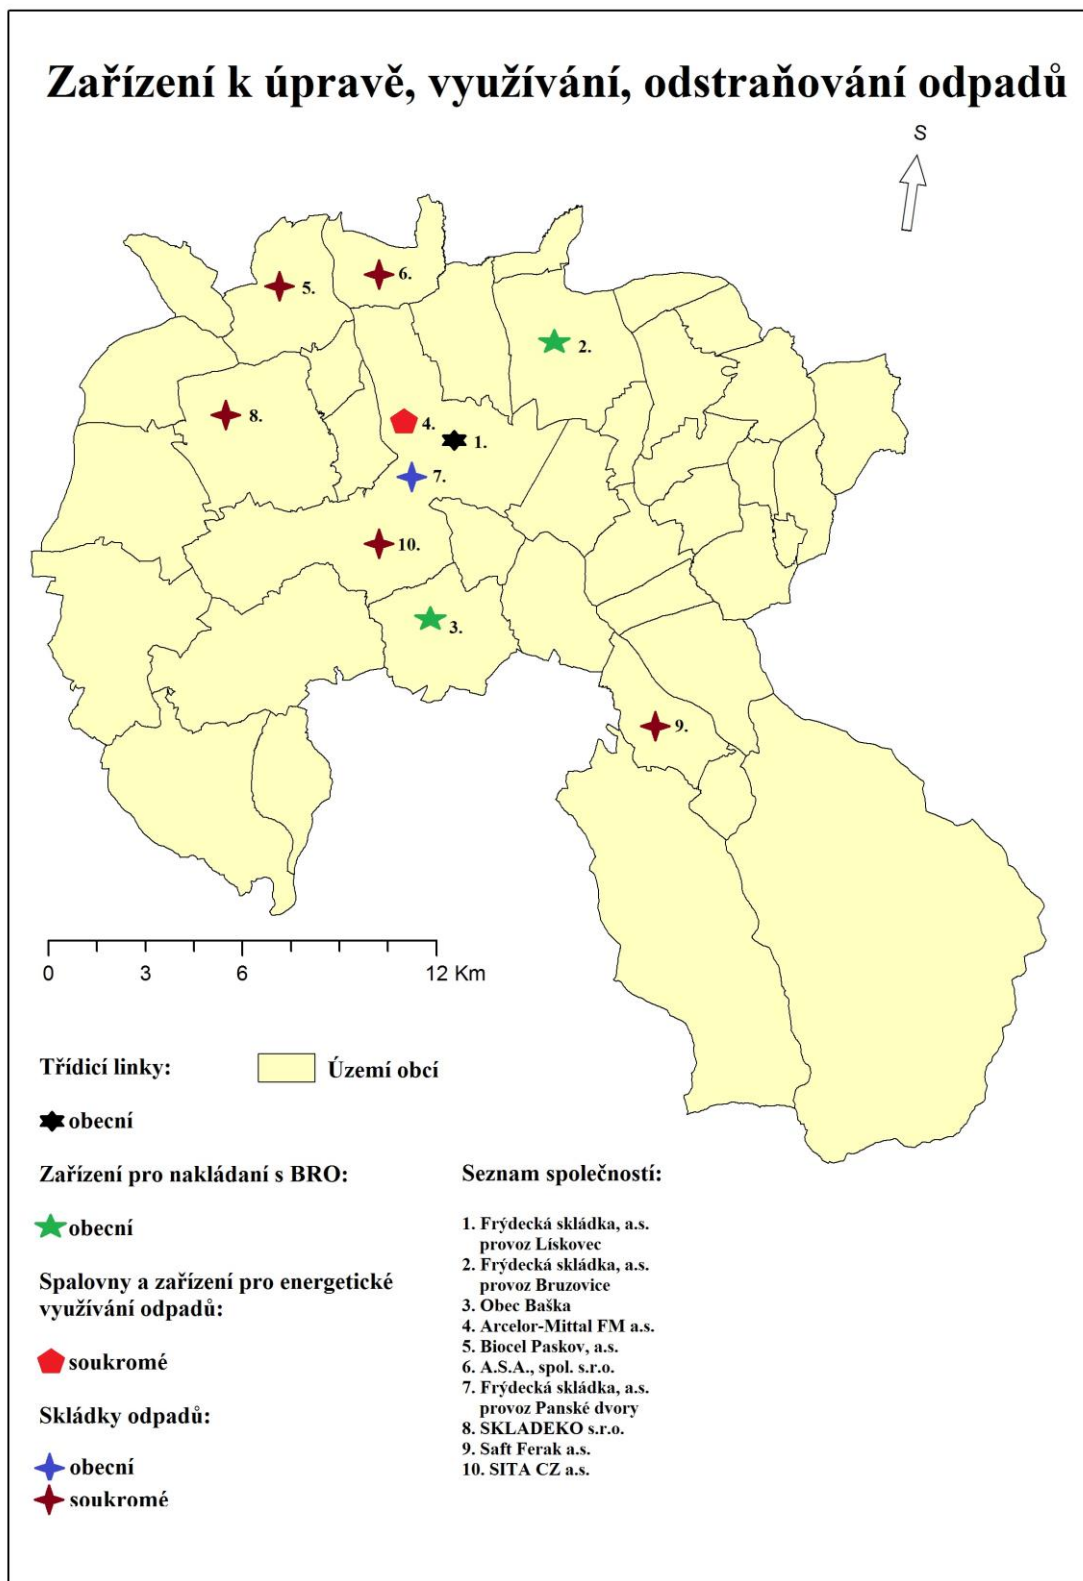 Zařízení k úpravě, využívání, odstraňování odpadů
S
5.
6.
2.
8.
4.
1.
7.
10.
3.
9.
0 3 6 12 Km
Třídicí linky:
Území obcí
obecní
Zařízení pro nakládaní s BRO:
obecní
Spalovny a zařízení pro energetické
využívání odpadů:
soukromé
Skládky odpadů:
obecní
soukromé
Seznam společností:
1. Frýdecká skládka, a.s.
provoz Lískovec
2. Frýdecká skládka, a.s.
provoz Bruzovice
3. Obec Baška
4. Arcelor-Mittal FM a.s.
5. Biocel Paskov, a.s.
6. A.S.A., spol. s.r.o.
7. Frýdecká skládka, a.s.
provoz Panské dvory
8. SKLADEKO s.r.o.
9. Saft Ferak a.s.
10. SITA CZ a.s.